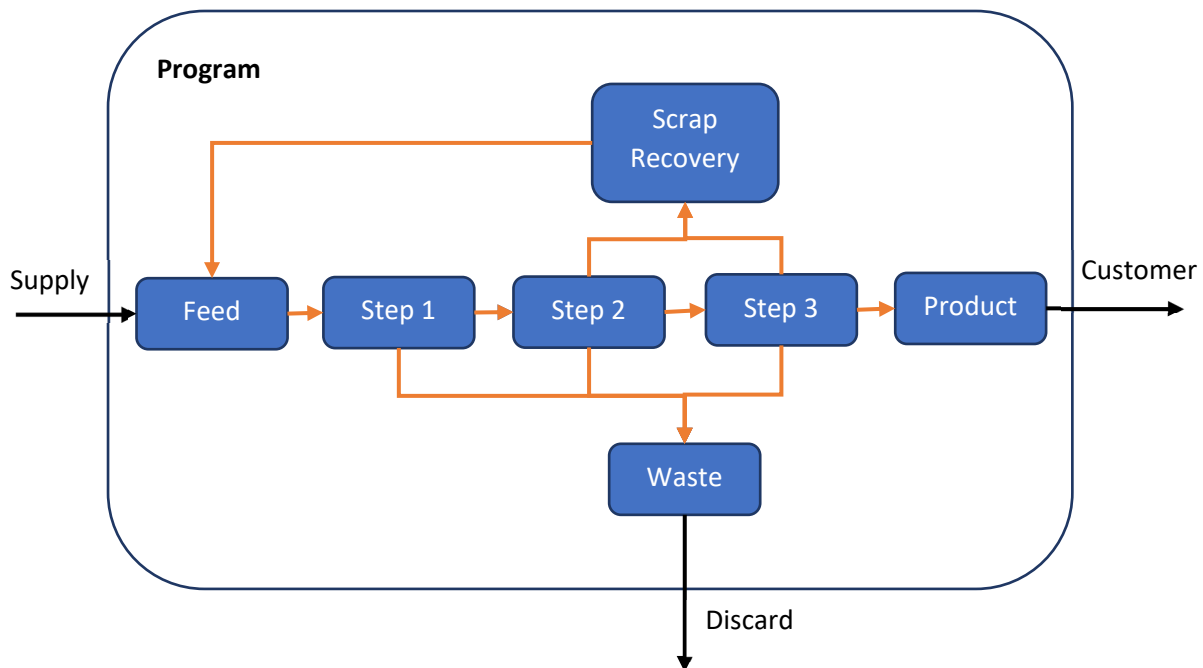 Program
Scrap
Recovery
Supply
Customer
Feed
Step 1
Step 2
Step 3
Product
Waste
Discard